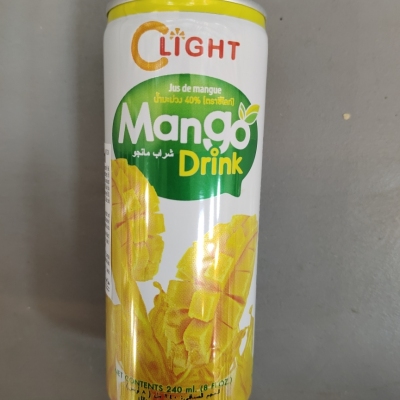 CLIGHT
Jus de mangue
น้ำมะม่วง 40% (ตราซีไลท์)
Mango
شراب مانجو
Drink
NET CONTENTS 240 ml. (8 FL.OZ.)